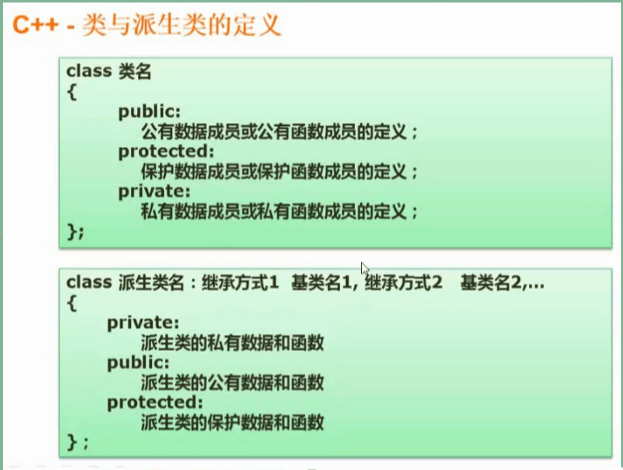 C++ - 类与派生类的定义
class 类名
{
public:
公有数据成员或公有函数成员的定义；
protected:
保护数据成员或保护函数成员的定义；
private:
私有数据成员或私有函数成员的定义；
};
class 派生类名：继承方式1 基类名1, 继承方式2 基类名2,...
{
private:
派生类的私有数据和函数
public:
派生类的公有数据和函数
protected:
派生类的保护数据和函数
}；